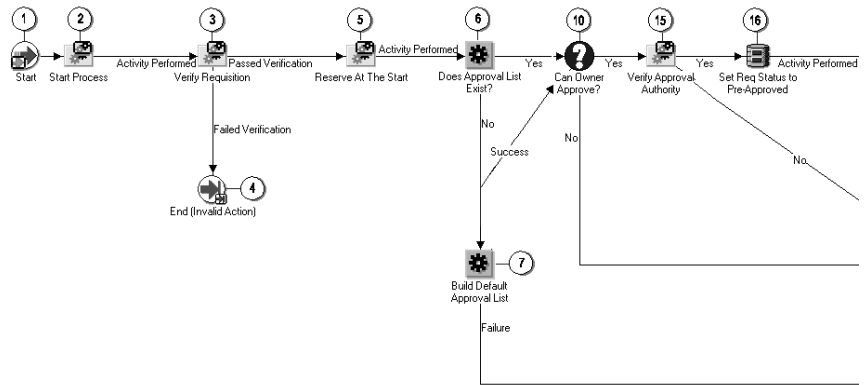 1
2
3
5
6
10
15
16
Start
Start Process
Activity Performed
Verify Requisition
Passed Verification
Reserve At The Start
Activity Performed
Does Approval List
Exist?
Yes
Can Owner
Approve?
Yes
Verify Approval
Authority
Yes
Set Req Status to
Pre-Approved
Activity Performed
Failed Verification
No
Success
No
No
4
End (Invalid Action)
7
Build Default
Approval List
Failure